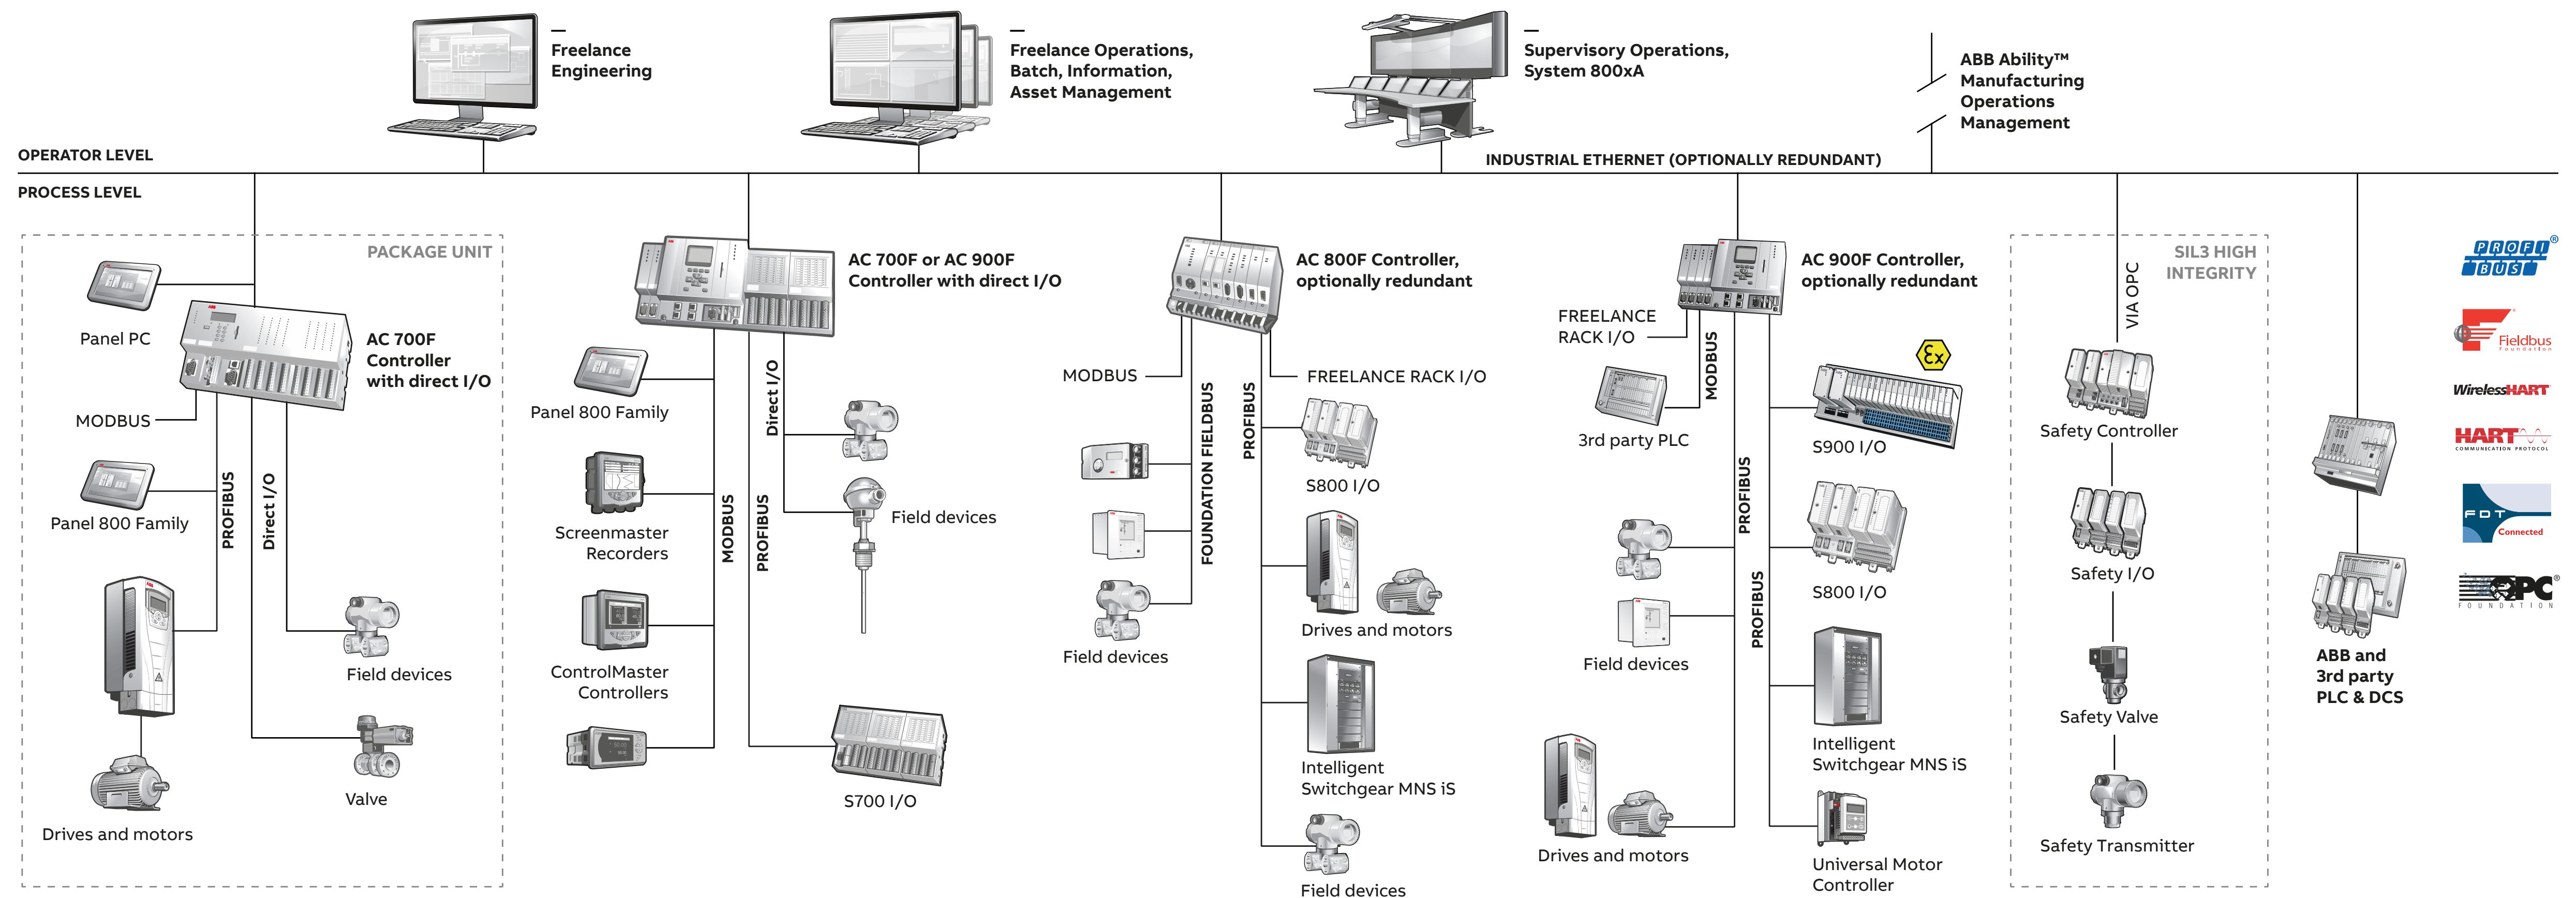 Freelance
Engineering
Freelance Operations,
Batch, Information,
Asset Management
Supervisory Operations,
System 800xA
ABB Ability™
Manufacturing
Operations
Management
OPERATOR LEVEL
INDUSTRIAL ETHERNET (OPTIONALLY REDUNDANT)
PROCESS LEVEL
PACKAGE UNIT
Panel PC
AC 700F
Controller
with direct I/O
MODBUS
Panel 800 Family
PROFIBUS
Direct I/O
Field devices
Valve
Drives and motors
AC 700F or AC 900F
Controller with direct I/O
Panel 800 Family
Direct I/O
Screenmaster
Recorders
MODBUS
PROFIBUS
Field devices
ControlMaster
Controllers
S700 I/O
AC 800F Controller,
optionally redundant
MODBUS
FREELANCE RACK I/O
FOUNDATION FIELDBUS
PROFIBUS
S800 I/O
Drives and motors
Field devices
Intelligent
Switchgear MNS iS
Field devices
AC 900F Controller,
optionally redundant
FREELANCE
RACK I/O
MODBUS
3rd party PLC
Ex
S900 I/O
PROFIBUS
S800 I/O
PROFIBUS
Field devices
Intelligent
Switchgear MNS iS
Drives and motors
Universal Motor
Controller
SIL3 HIGH
INTEGRITY
VIA OPC
Safety Controller
Safety I/O
Safety Valve
Safety Transmitter
ABB and
3rd party
PLC & DCS
PROFI
BUS®
Fieldbus
Foundation
WirelessHART
HART
COMMUNICATION PROTOCOL
FDT
Connected
OPC®
FOUNDATION